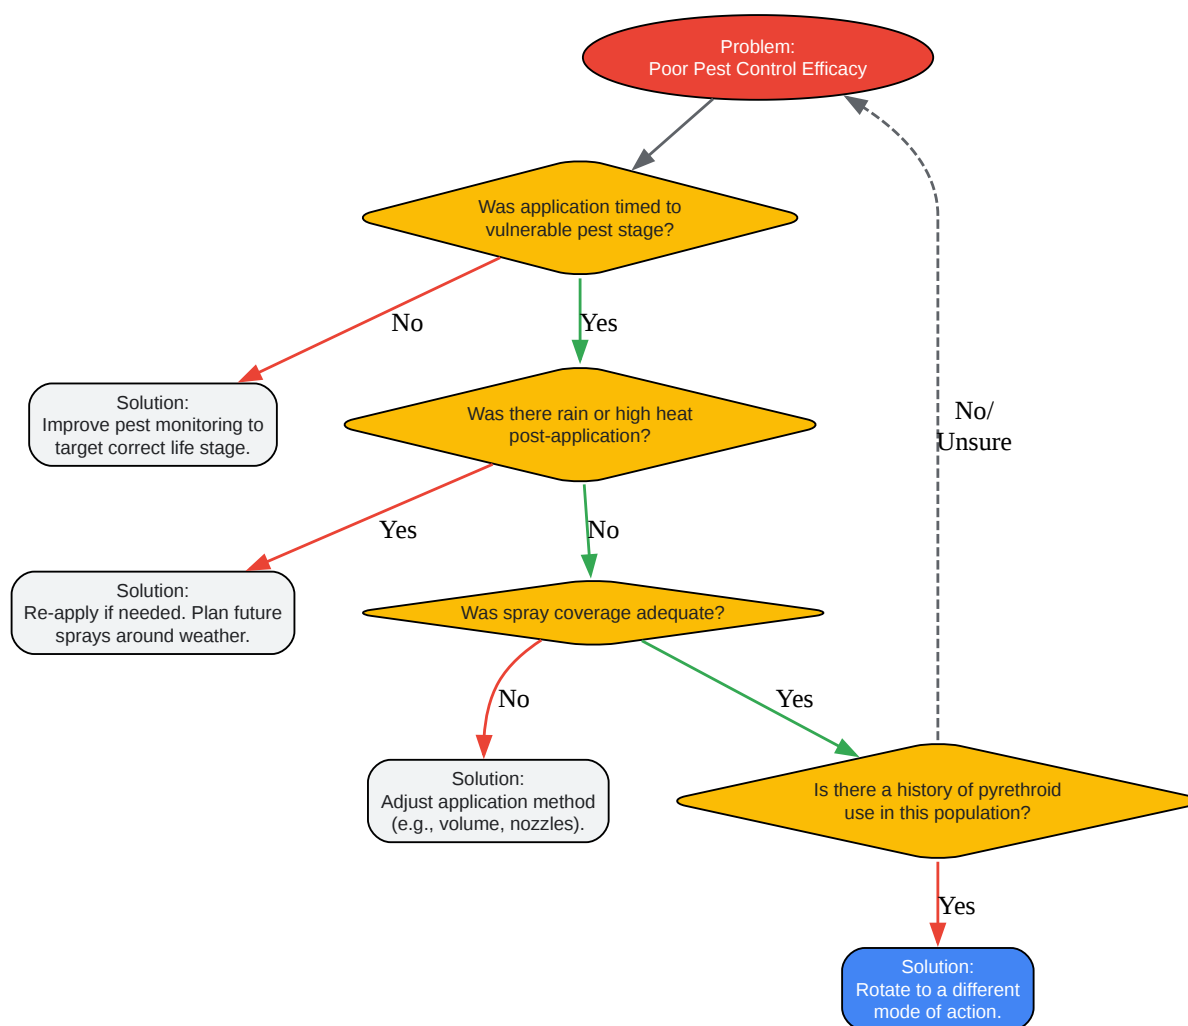 Problem:
Poor Pest Control Efficacy
Was application timed to
vulnerable pest stage?
No
Yes
Solution:
Improve pest monitoring to
target correct life stage.
Was there rain or high heat
post-application?
No/
Unsure
Yes
No
Solution:
Re-apply if needed. Plan future
sprays around weather.
Was spray coverage adequate?
No
Yes
Solution:
Adjust application method
(e.g., volume, nozzles).
Is there a history of pyrethroid
use in this population?
Yes
Solution:
Rotate to a different
mode of action.